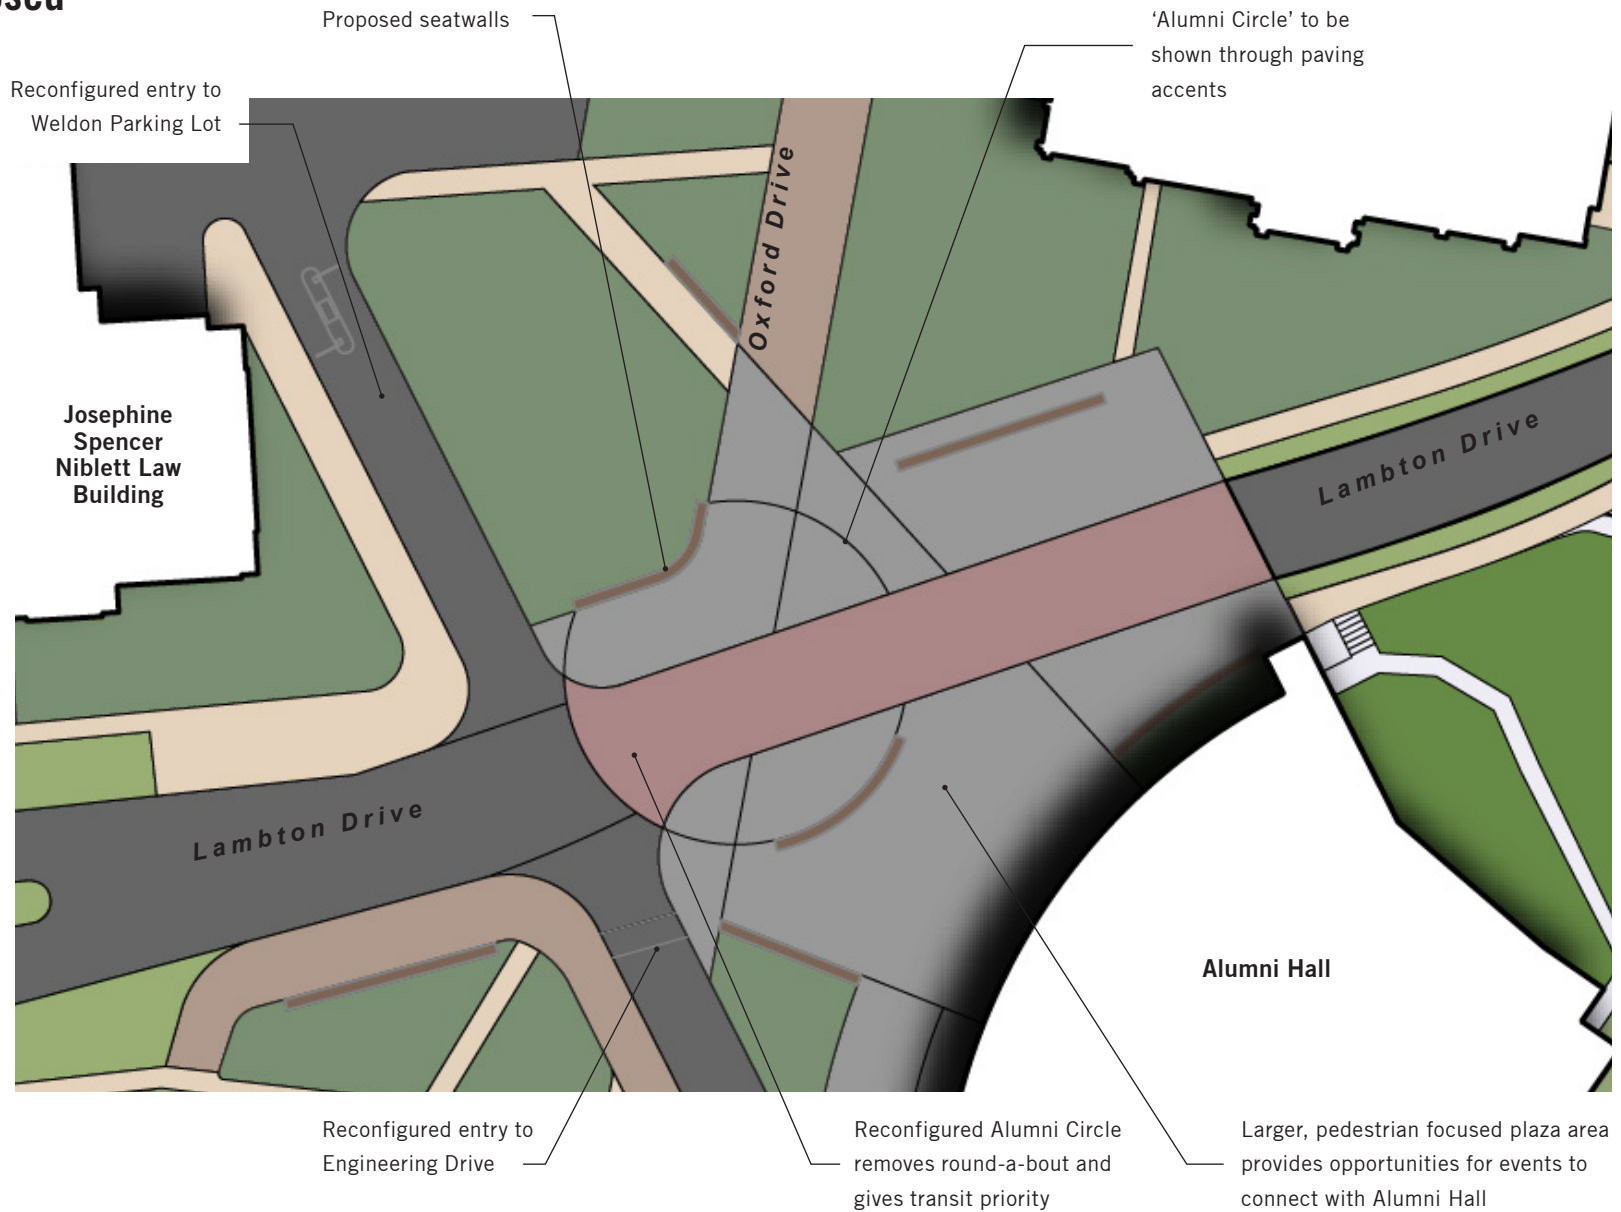 Proposed seatwalls
‘Alumni Circle’ to be
shown through paving
accents
Reconfigured entry to
Weldon Parking Lot
Oxford Drive
Josephine
Spencer
Niblett Law
Building
Lambton Drive
Lambton Drive
Alumni Hall
Reconfigured entry to
Engineering Drive
Reconfigured Alumni Circle
removes round-a-bout and
gives transit priority
Larger, pedestrian focused plaza area
provides opportunities for events to
connect with Alumni Hall